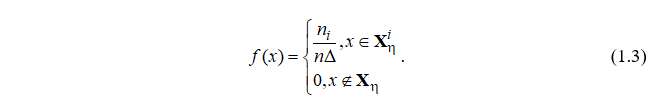 f(x) = { n_i / nΔ , x ∈ X_η^i
0, x ∉ X_η . (1.3)